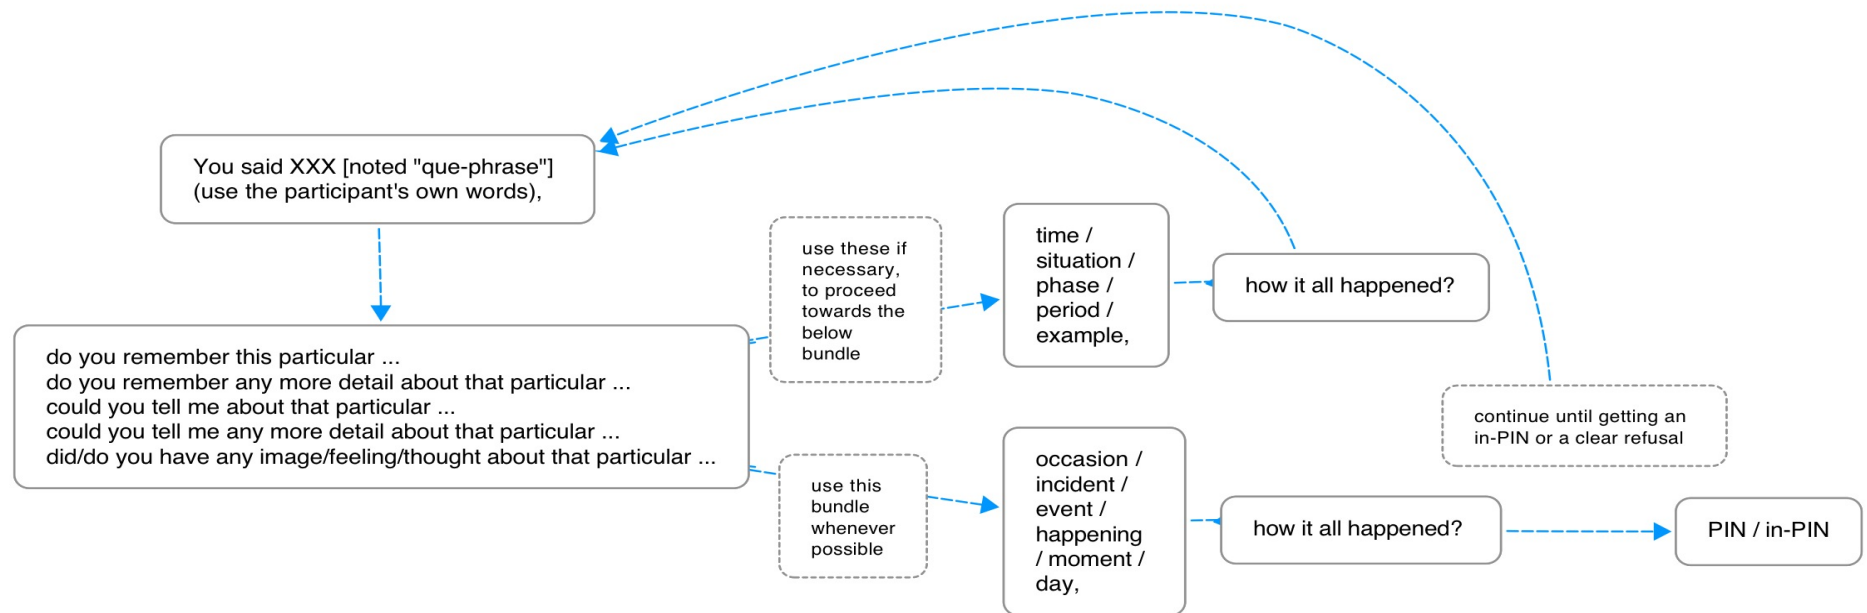 You said XXX [noted "que-phrase"]
(use the participant's own words),
do you remember this particular ...
do you remember any more detail about that particular ...
could you tell me about that particular ...
could you tell me any more detail about that particular ...
did/do you have any image/feeling/thought about that particular ...
use these if
necessary,
to proceed
towards the
below
bundle
time /
situation /
phase /
period /
example,
how it all happened?
continue until getting an
in-PIN or a clear refusal
use this
bundle
whenever
possible
occasion /
incident /
event /
happening
/ moment /
day,
how it all happened?
PIN / in-PIN